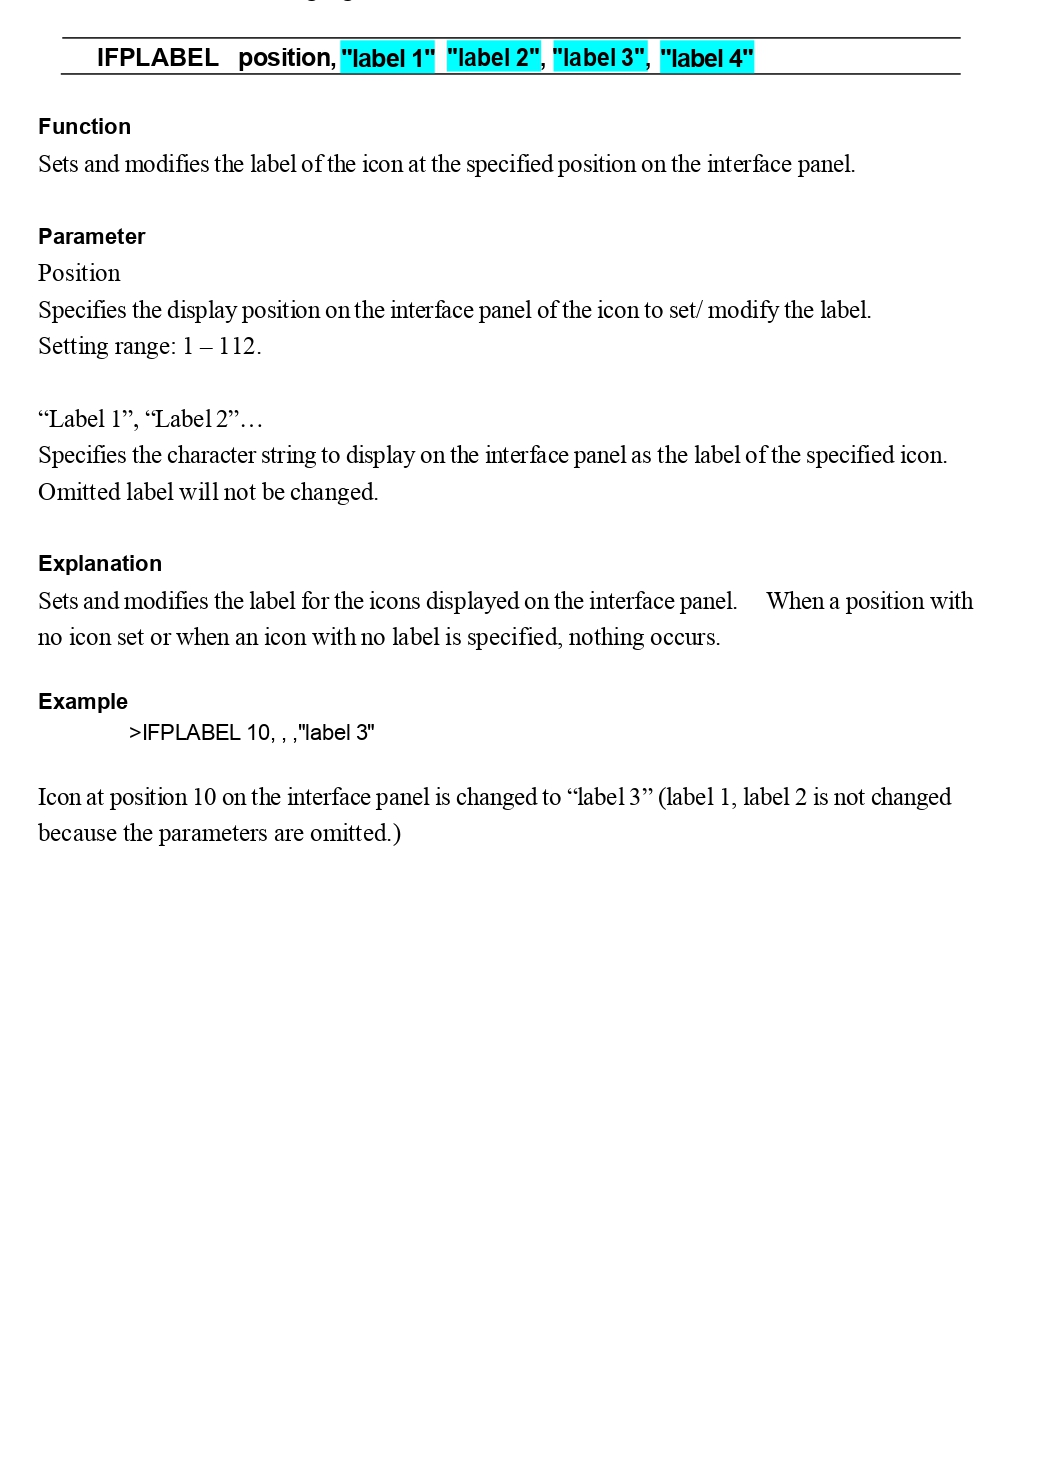 IFPLABEL position, "label 1" "label 2", "label 3", "label 4"
Function
Sets and modifies the label of the icon at the specified position on the interface panel.
Parameter
Position
Specifies the display position on the interface panel of the icon to set/ modify the label.
Setting range: 1 – 112.
“Label 1”, “Label 2”…
Specifies the character string to display on the interface panel as the label of the specified icon.
Omitted label will not be changed.
Explanation
Sets and modifies the label for the icons displayed on the interface panel. When a position with
no icon set or when an icon with no label is specified, nothing occurs.
Example
>IFPLABEL 10, , ,"label 3"
Icon at position 10 on the interface panel is changed to “label 3” (label 1, label 2 is not changed
because the parameters are omitted.)